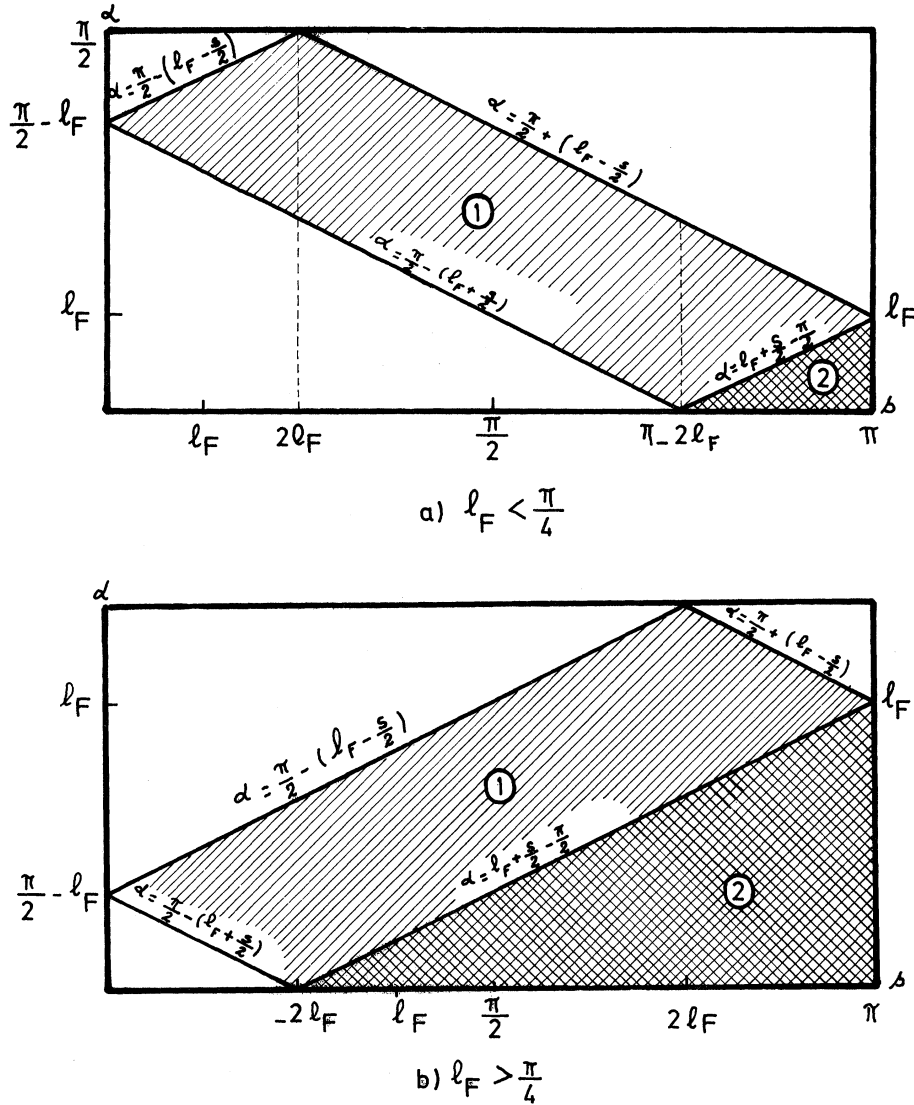 α
π/2
α = π/2 - (ℓF - s/2)
π/2 - ℓF
α = π/2 + (ℓF - s/2)
1
α = π/2 - (ℓF + s/2)
ℓF
ℓF
α = ℓF + s/2 - π/2
2
s
ℓF 2ℓF π/2 π-2ℓF π
a) ℓF < π/4
α
α = π/2 + (ℓF - s/2)
ℓF
ℓF
α = π/2 - (ℓF - s/2)
1
α = ℓF + s/2 - π/2
π/2 - ℓF
α = π/2 - (ℓF + s/2)
2
s
-2ℓF ℓF π/2 2ℓF π
b) ℓF > π/4